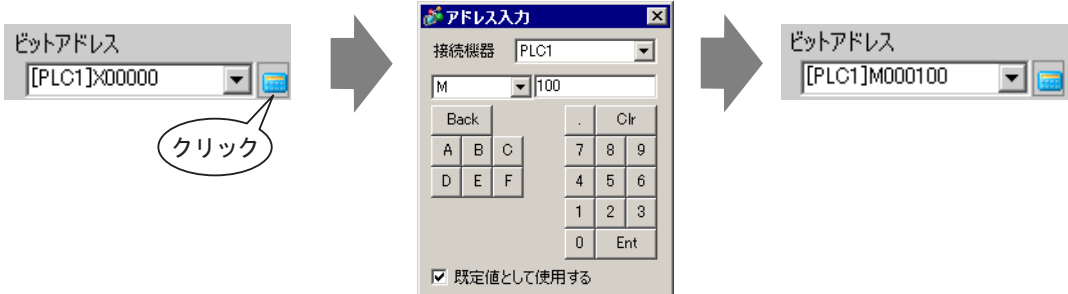 ビットアドレス
[PLC1]X00000
クリック
アドレス入力
接続機器 PLC1
M 100
Back . Clr
A B C 7 8 9
D E F 4 5 6
1 2 3
0 Ent
既定値として使用する
ビットアドレス
[PLC1]M000100